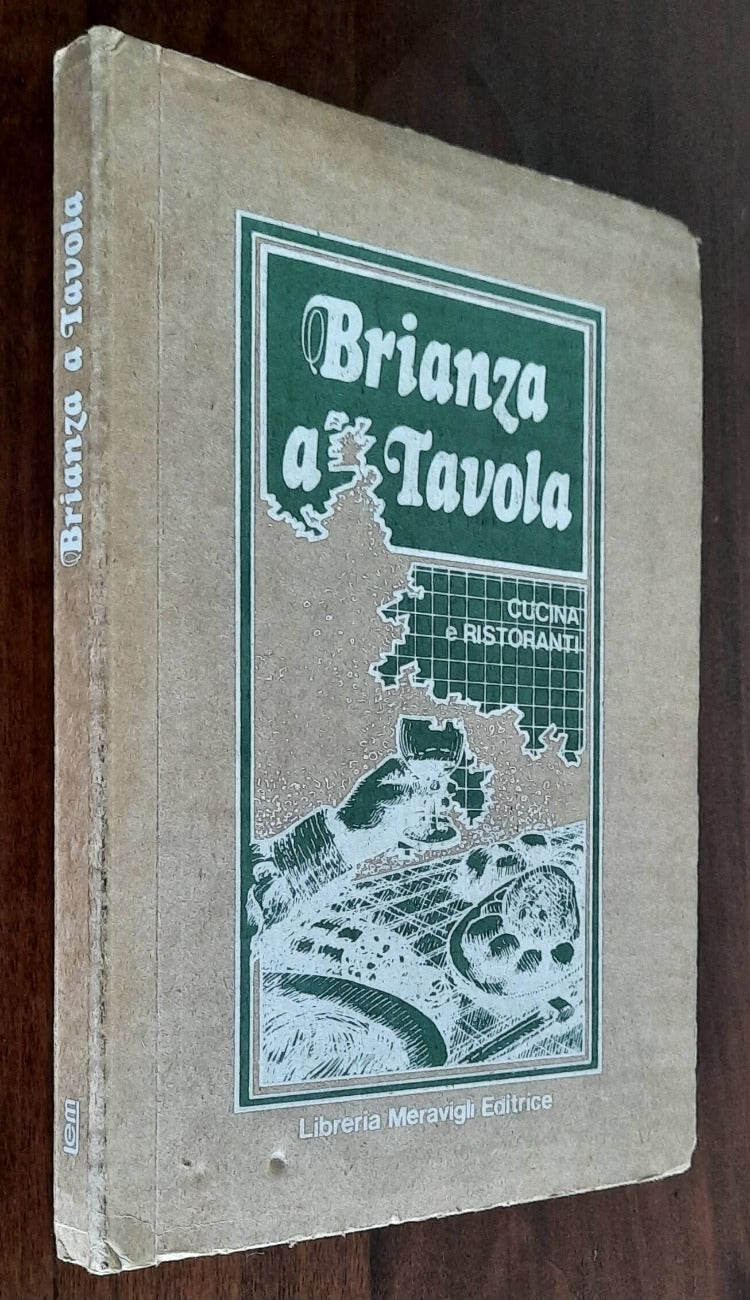 Brianza a Tavola
lem
Brianza
a Tavola
CUCINA
e RISTORANTI
Libreria Meravigli Editrice